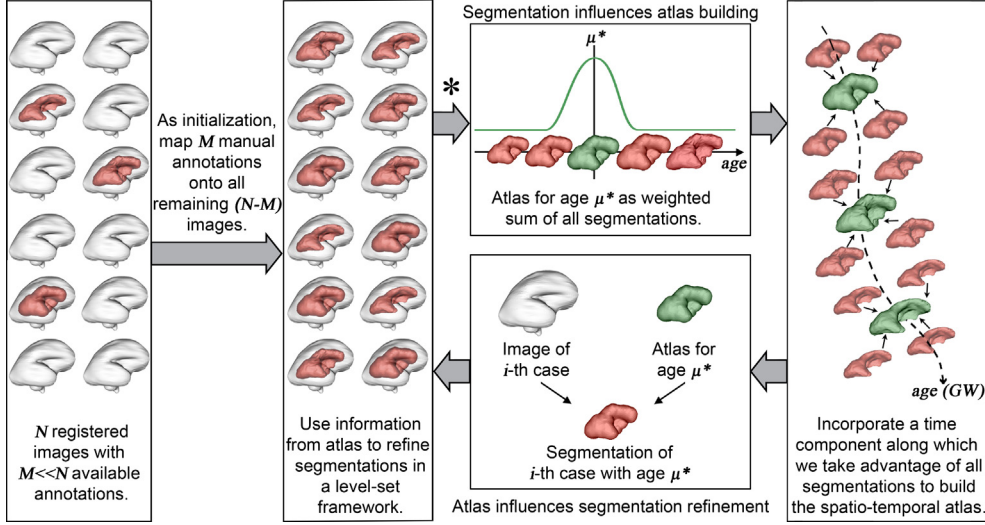 N registered
images with
M<<N available
annotations.
As initialization,
map M manual
annotations
onto all
remaining (N-M)
images.
Use information
from atlas to refine
segmentations in
a level-set
framework.
*
Segmentation influences atlas building
μ*
age
Atlas for age μ* as weighted
sum of all segmentations.
Image of
i-th case
Atlas for
age μ*
Segmentation of
i-th case with age μ*
Atlas influences segmentation refinement
age (GW)
Incorporate a time
component along which
we take advantage of all
segmentations to build
the spatio-temporal atlas.